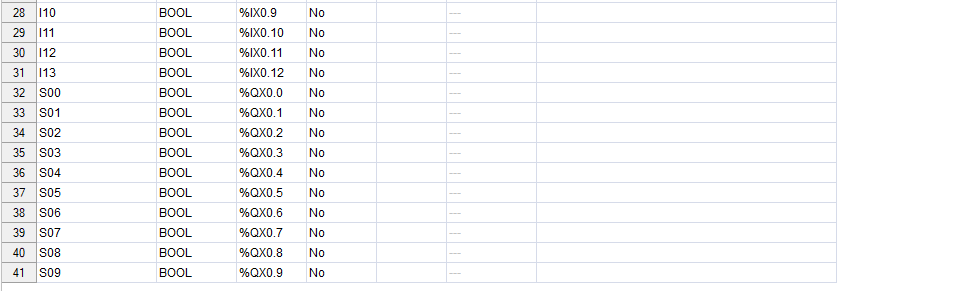 28 I10 BOOL %IX0.9 No ---
29 I11 BOOL %IX0.10 No ---
30 I12 BOOL %IX0.11 No ---
31 I13 BOOL %IX0.12 No ---
32 S00 BOOL %QX0.0 No ---
33 S01 BOOL %QX0.1 No ---
34 S02 BOOL %QX0.2 No ---
35 S03 BOOL %QX0.3 No ---
36 S04 BOOL %QX0.4 No ---
37 S05 BOOL %QX0.5 No ---
38 S06 BOOL %QX0.6 No ---
39 S07 BOOL %QX0.7 No ---
40 S08 BOOL %QX0.8 No ---
41 S09 BOOL %QX0.9 No ---